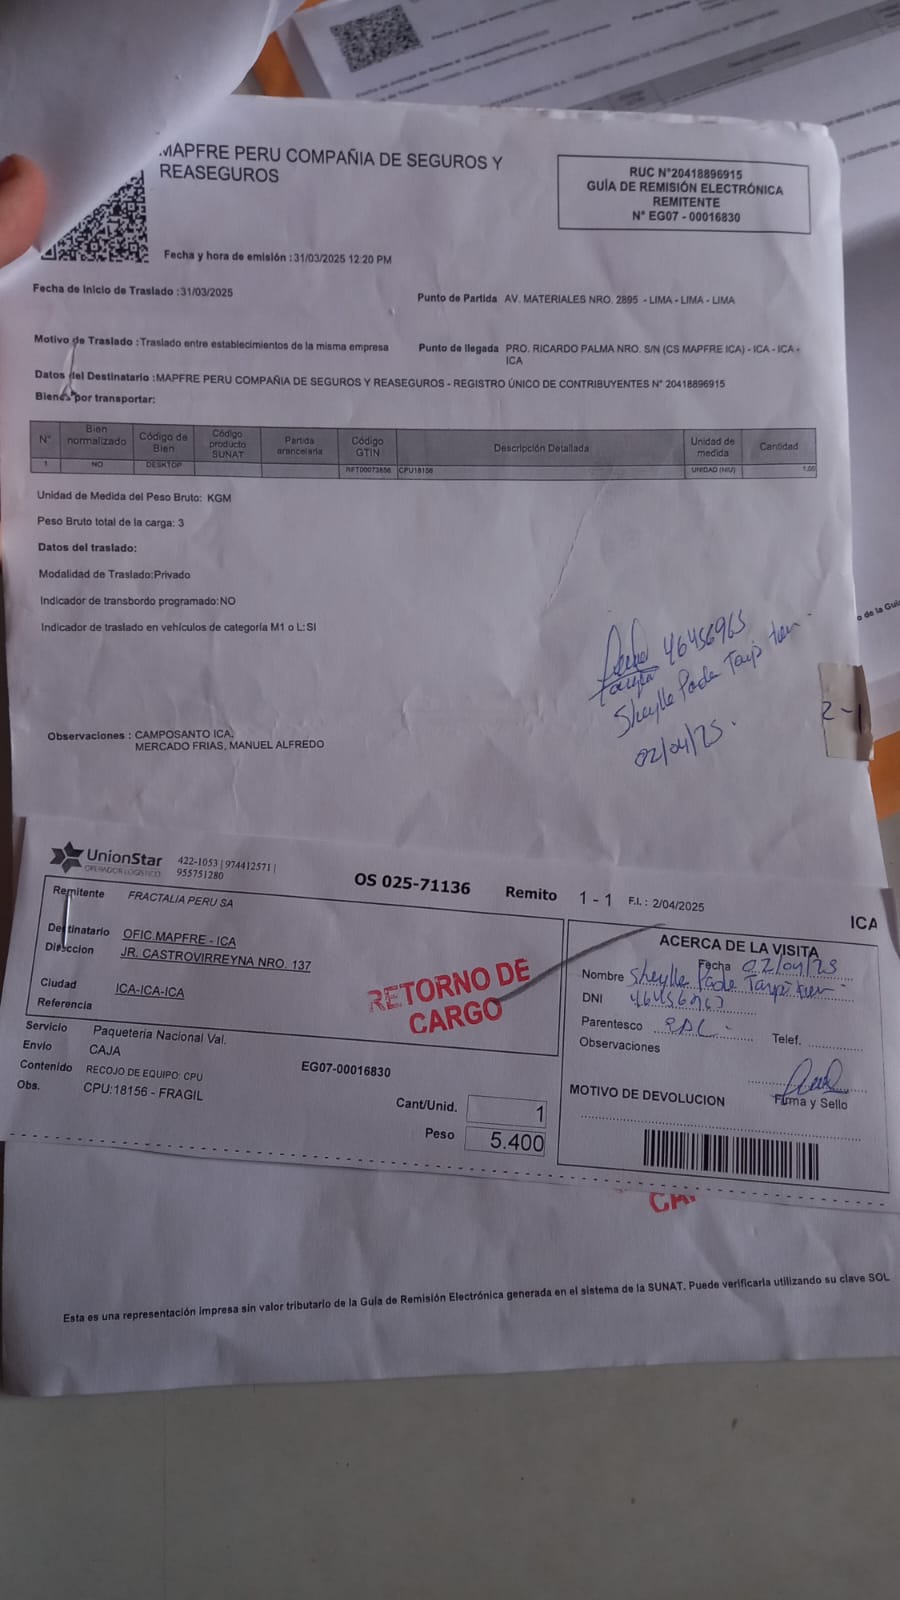 MAPFRE PERU COMPAÑIA DE SEGUROS Y
REASEGUROS
RUC N°20418896915
GUÍA DE REMISIÓN ELECTRÓNICA
REMITENTE
N° EG07 - 00016830
Fecha y hora de emisión :31/03/2025 12:20 PM
Fecha de Inicio de Traslado :31/03/2025
Punto de Partida AV. MATERIALES NRO. 2895 - LIMA - LIMA - LIMA
Motivo de Traslado :Traslado entre establecimientos de la misma empresa
Punto de llegada PRO. RICARDO PALMA NRO. S/N (CS MAPFRE ICA) - ICA - ICA -
ICA
Datos del Destinatario :MAPFRE PERU COMPAÑIA DE SEGUROS Y REASEGUROS - REGISTRO ÚNICO DE CONTRIBUYENTES N° 20418896915
Bienes por transportar:
N° Bien normalizado Código de Bien Código producto SUNAT Partida arancelaria Código GTIN Descripción Detallada Unidad de medida Cantidad
1 NO DESKTOP RFT00073856 CPU18156 UNIDAD (NIU) 1.00
Unidad de Medida del Peso Bruto: KGM
Peso Bruto total de la carga: 3
Datos del traslado:
Modalidad de Traslado:Privado
Indicador de transbordo programado:NO
Indicador de traslado en vehículos de categoría M1 o L:SI
46456965
Sheylle
02/04/25.
2-1
Observaciones : CAMPOSANTO ICA.
MERCADO FRIAS, MANUEL ALFREDO
UnionStar
OPERADOR LOGISTICO
422-1053 | 974412571 |
955751280
OS 025-71136
Remito 1 - 1
F.I. : 2/04/2025
ICA
Remitente FRACTALIA PERU SA
Destinatario OFIC.MAPFRE - ICA
Direccion JR. CASTROVIRREYNA NRO. 137
Ciudad ICA-ICA-ICA
Referencia
RETORNO DE
CARGO
Servicio Paqueteria Nacional Val.
Envio CAJA
Contenido RECOJO DE EQUIPO: CPU
EG07-00016830
Obs. CPU:18156 - FRAGIL
Cant/Unid. 1
Peso 5.400
ACERCA DE LA VISITA
Fecha 02/04/25
Nombre Sheylle
DNI
Parentesco
Telef.
Observaciones
Firma y Sello
MOTIVO DE DEVOLUCION
Esta es una representación impresa sin valor tributario de la Guía de Remisión Electrónica generada en el sistema de la SUNAT. Puede verificarla utilizando su clave SOL